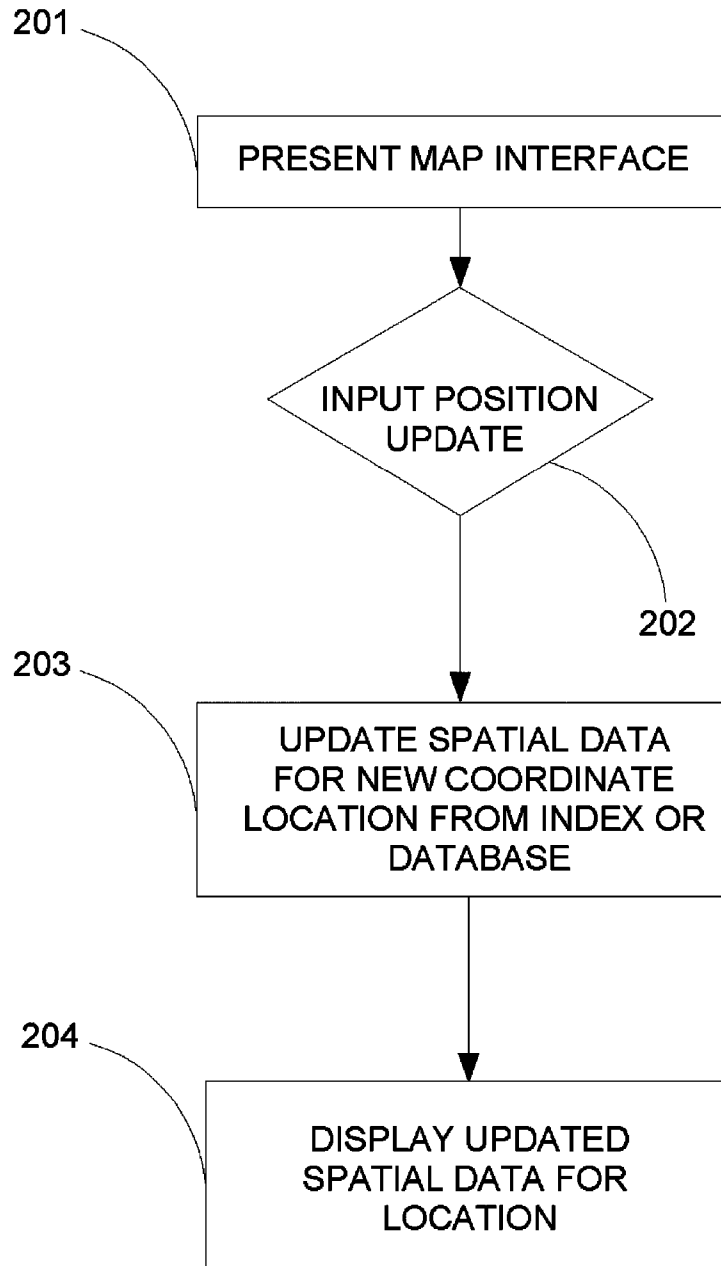 201
PRESENT MAP INTERFACE
INPUT POSITION
UPDATE
202
203
UPDATE SPATIAL DATA
FOR NEW COORDINATE
LOCATION FROM INDEX OR
DATABASE
204
DISPLAY UPDATED
SPATIAL DATA FOR
LOCATION